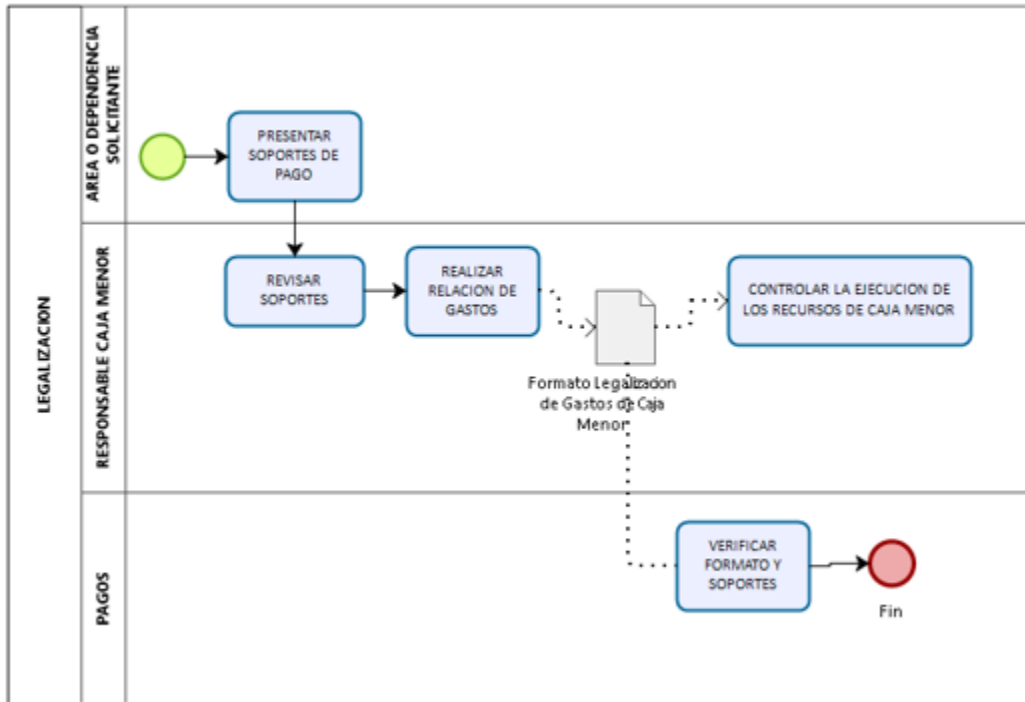 LEGALIZACION
AREA O DEPENDENCIA
SOLICITANTE
PRESENTAR
SOPORTES DE
PAGO
RESPONSABLE CAJA MENOR
REVISAR
SOPORTES
REALIZAR
RELACION DE
GASTOS
Formato Legalizacion
de Gastos de Caja
Menor
CONTROLAR LA EJECUCION DE
LOS RECURSOS DE CAJA MENOR
PAGOS
VERIFICAR
FORMATO Y
SOPORTES
Fin